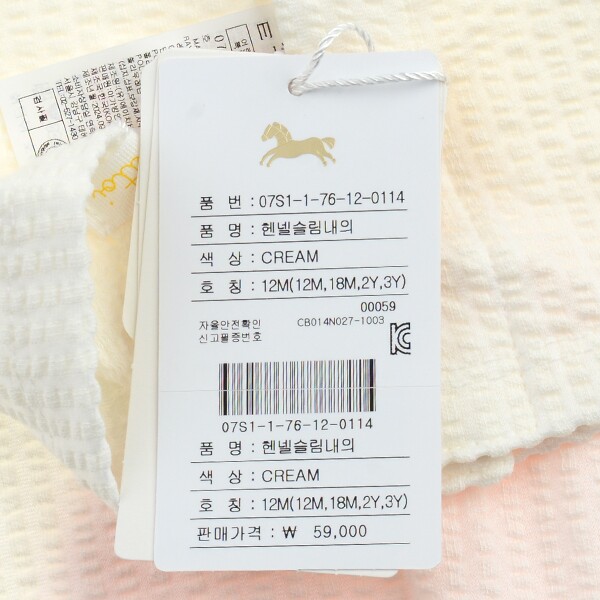 품 번 : 07S1-1-76-12-0114
품 명 : 헨넬슬림내의
색 상 : CREAM
호 칭 : 12M(12M,18M,2Y,3Y)
00059
자율안전확인 CB014N027-1003
신고필증번호
07S1-1-76-12-0114
품 명 : 헨넬슬림내의
색 상 : CREAM
호 칭 : 12M(12M,18M,2Y,3Y)
판매가격 : ₩ 59,000